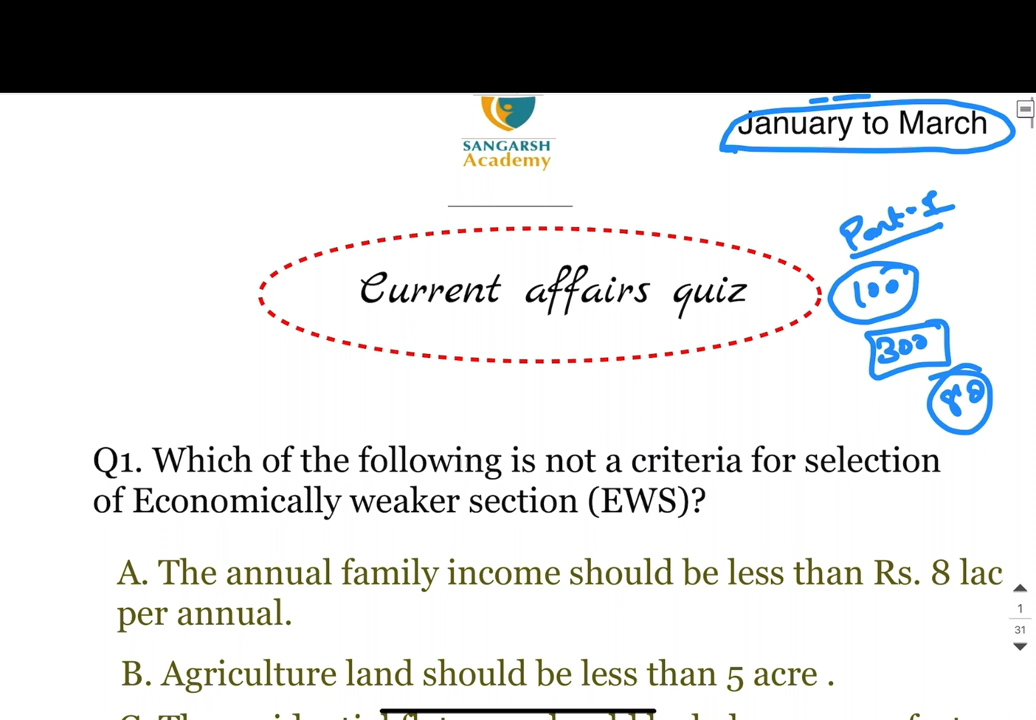 January to March
SANGARSH
Academy
Part-I
100
300
Current affairs quiz
Q1. Which of the following is not a criteria for selection
of Economically weaker section (EWS)?
A. The annual family income should be less than Rs. 8 lac
per annual.
B. Agriculture land should be less than 5 acre .
1
31